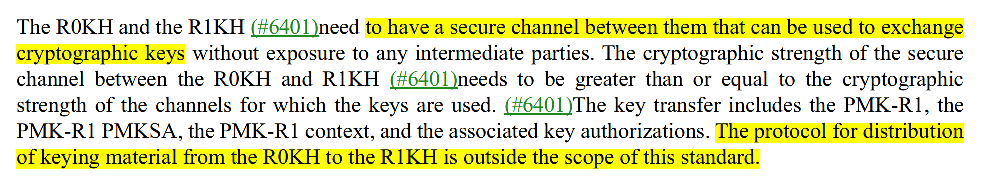 The R0KH and the R1KH (#6401)need to have a secure channel between them that can be used to exchange
cryptographic keys without exposure to any intermediate parties. The cryptographic strength of the secure
channel between the R0KH and R1KH (#6401)needs to be greater than or equal to the cryptographic
strength of the channels for which the keys are used. (#6401)The key transfer includes the PMK-R1, the
PMK-R1 PMKSA, the PMK-R1 context, and the associated key authorizations. The protocol for distribution
of keying material from the R0KH to the R1KH is outside the scope of this standard.